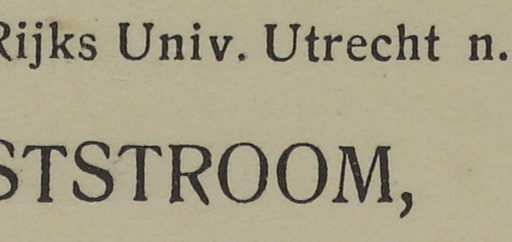 Rijks Univ. Utrecht n.
STSTROOM,